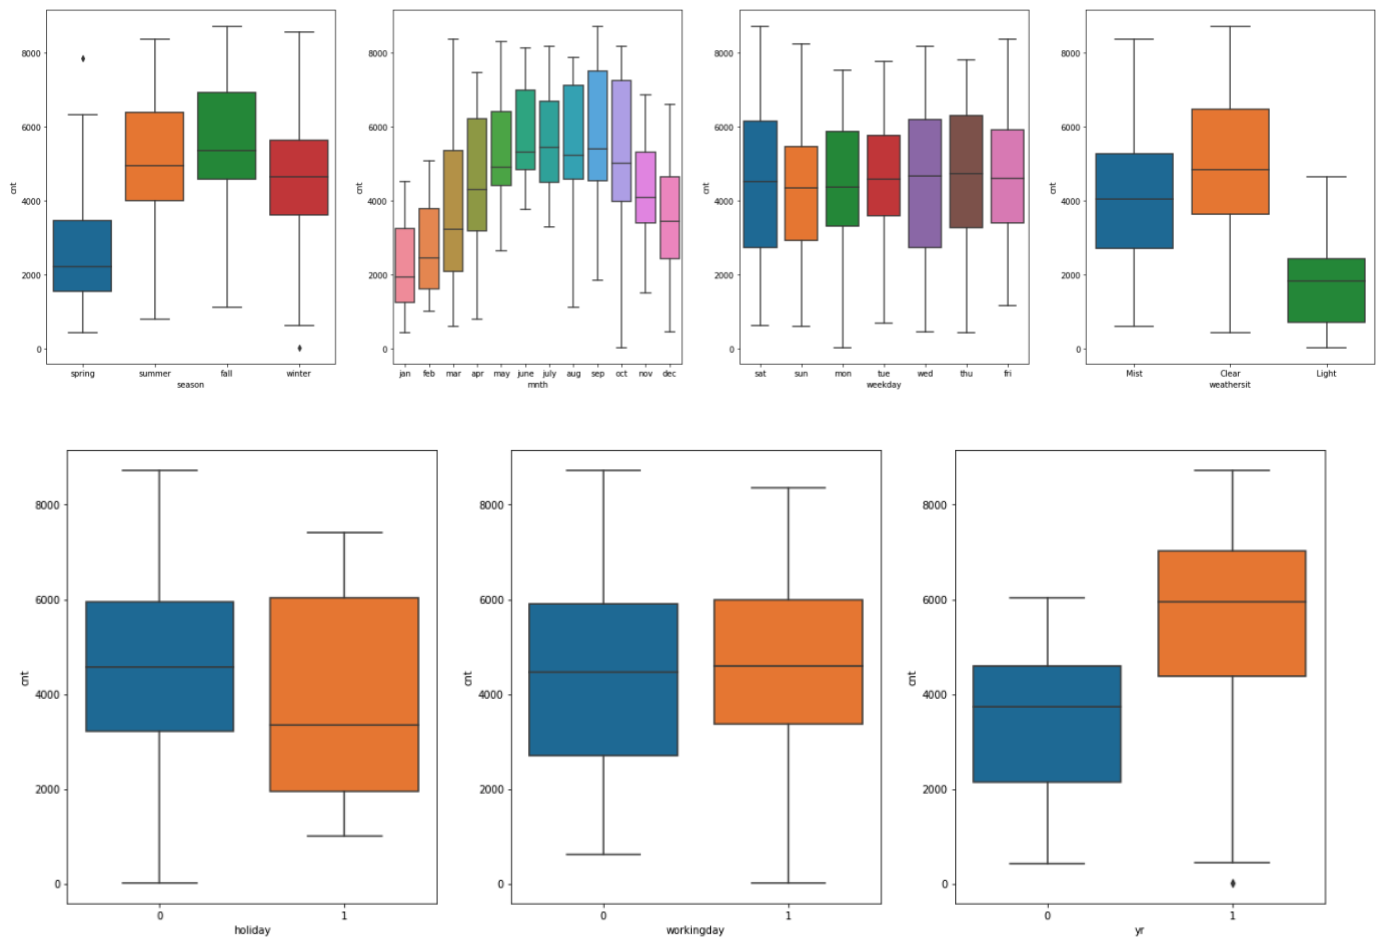 8000
6000
4000
2000
0
cnt
spring summer fall winter
season
8000
6000
4000
2000
0
cnt
jan feb mar apr may june july aug sep oct nov dec
mnth
8000
6000
4000
2000
0
cnt
sat sun mon tue wed thu fri
weekday
8000
6000
4000
2000
0
cnt
Mist Clear Light
weathersit
8000
6000
4000
2000
0
cnt
0 1
holiday
8000
6000
4000
2000
0
cnt
0 1
workingday
8000
6000
4000
2000
0
cnt
0 1
yr